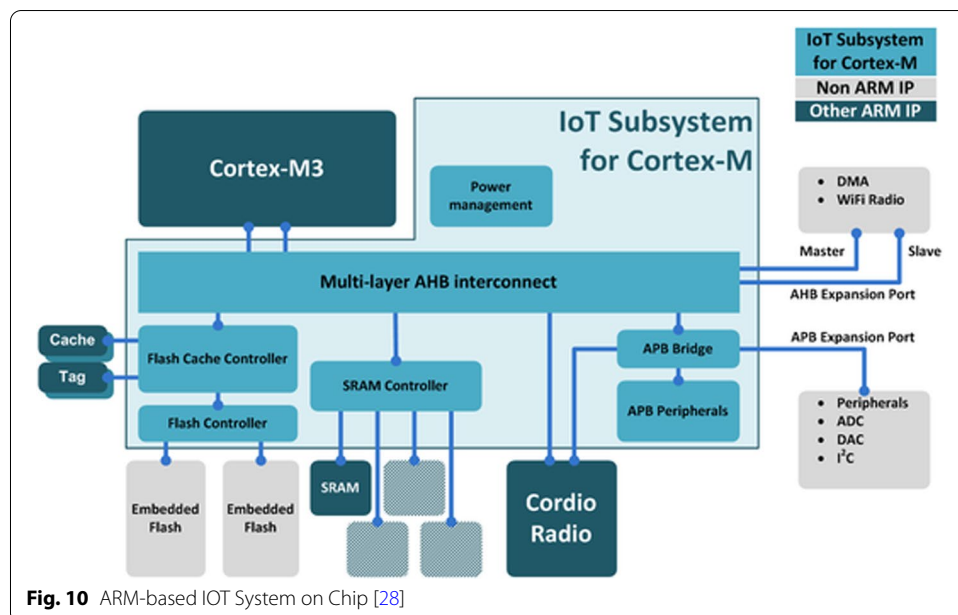 IoT Subsystem
for Cortex-M
Non ARM IP
Other ARM IP
IoT Subsystem
for Cortex-M
Cortex-M3
Power
management
• DMA
• WiFi Radio
Master
Slave
Multi-layer AHB interconnect
AHB Expansion Port
Cache
Tag
Flash Cache Controller
APB Bridge
APB Expansion Port
SRAM Controller
Flash Controller
APB Peripherals
• Peripherals
• ADC
• DAC
• I²C
Embedded
Flash
Embedded
Flash
SRAM
Cordio
Radio
Fig. 10 ARM-based IOT System on Chip [28]